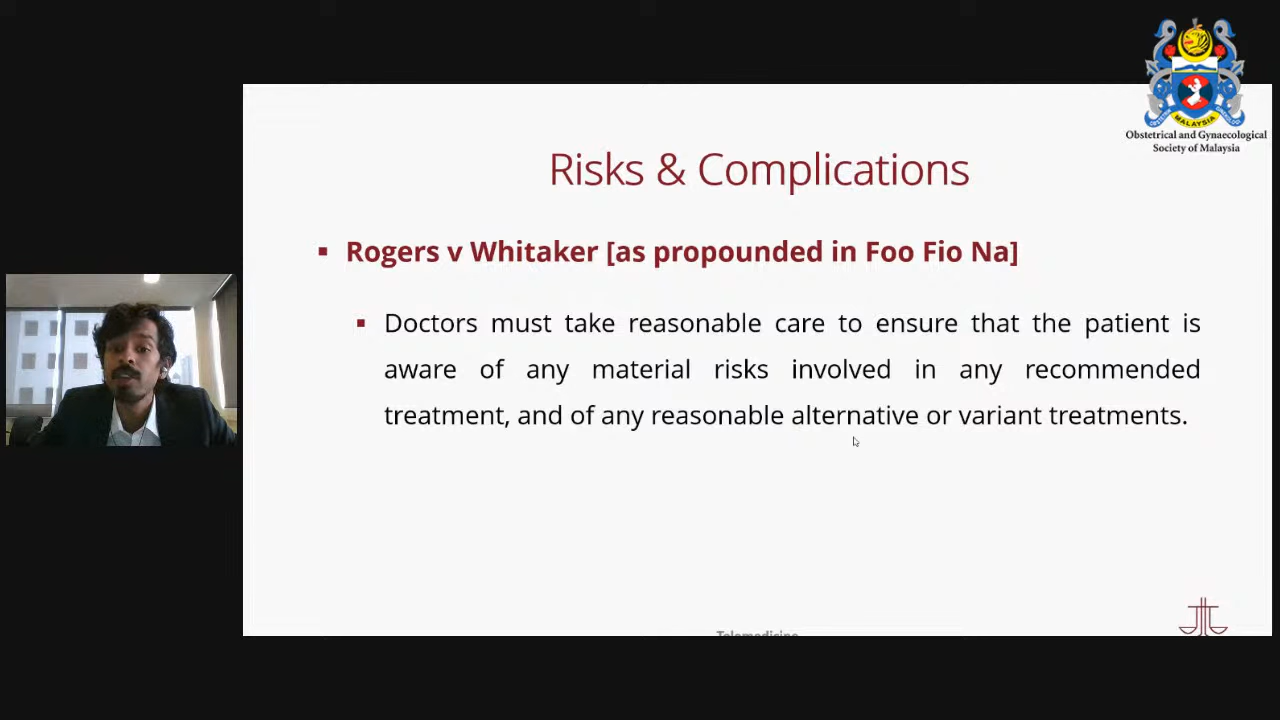 MALAYSIA
Obstetrical and Gynaecological
Society of Malaysia
Risks & Complications
▪ Rogers v Whitaker [as propounded in Foo Fio Na]
▪ Doctors must take reasonable care to ensure that the patient is
aware of any material risks involved in any recommended
treatment, and of any reasonable alternative or variant treatments.
Telemedicine